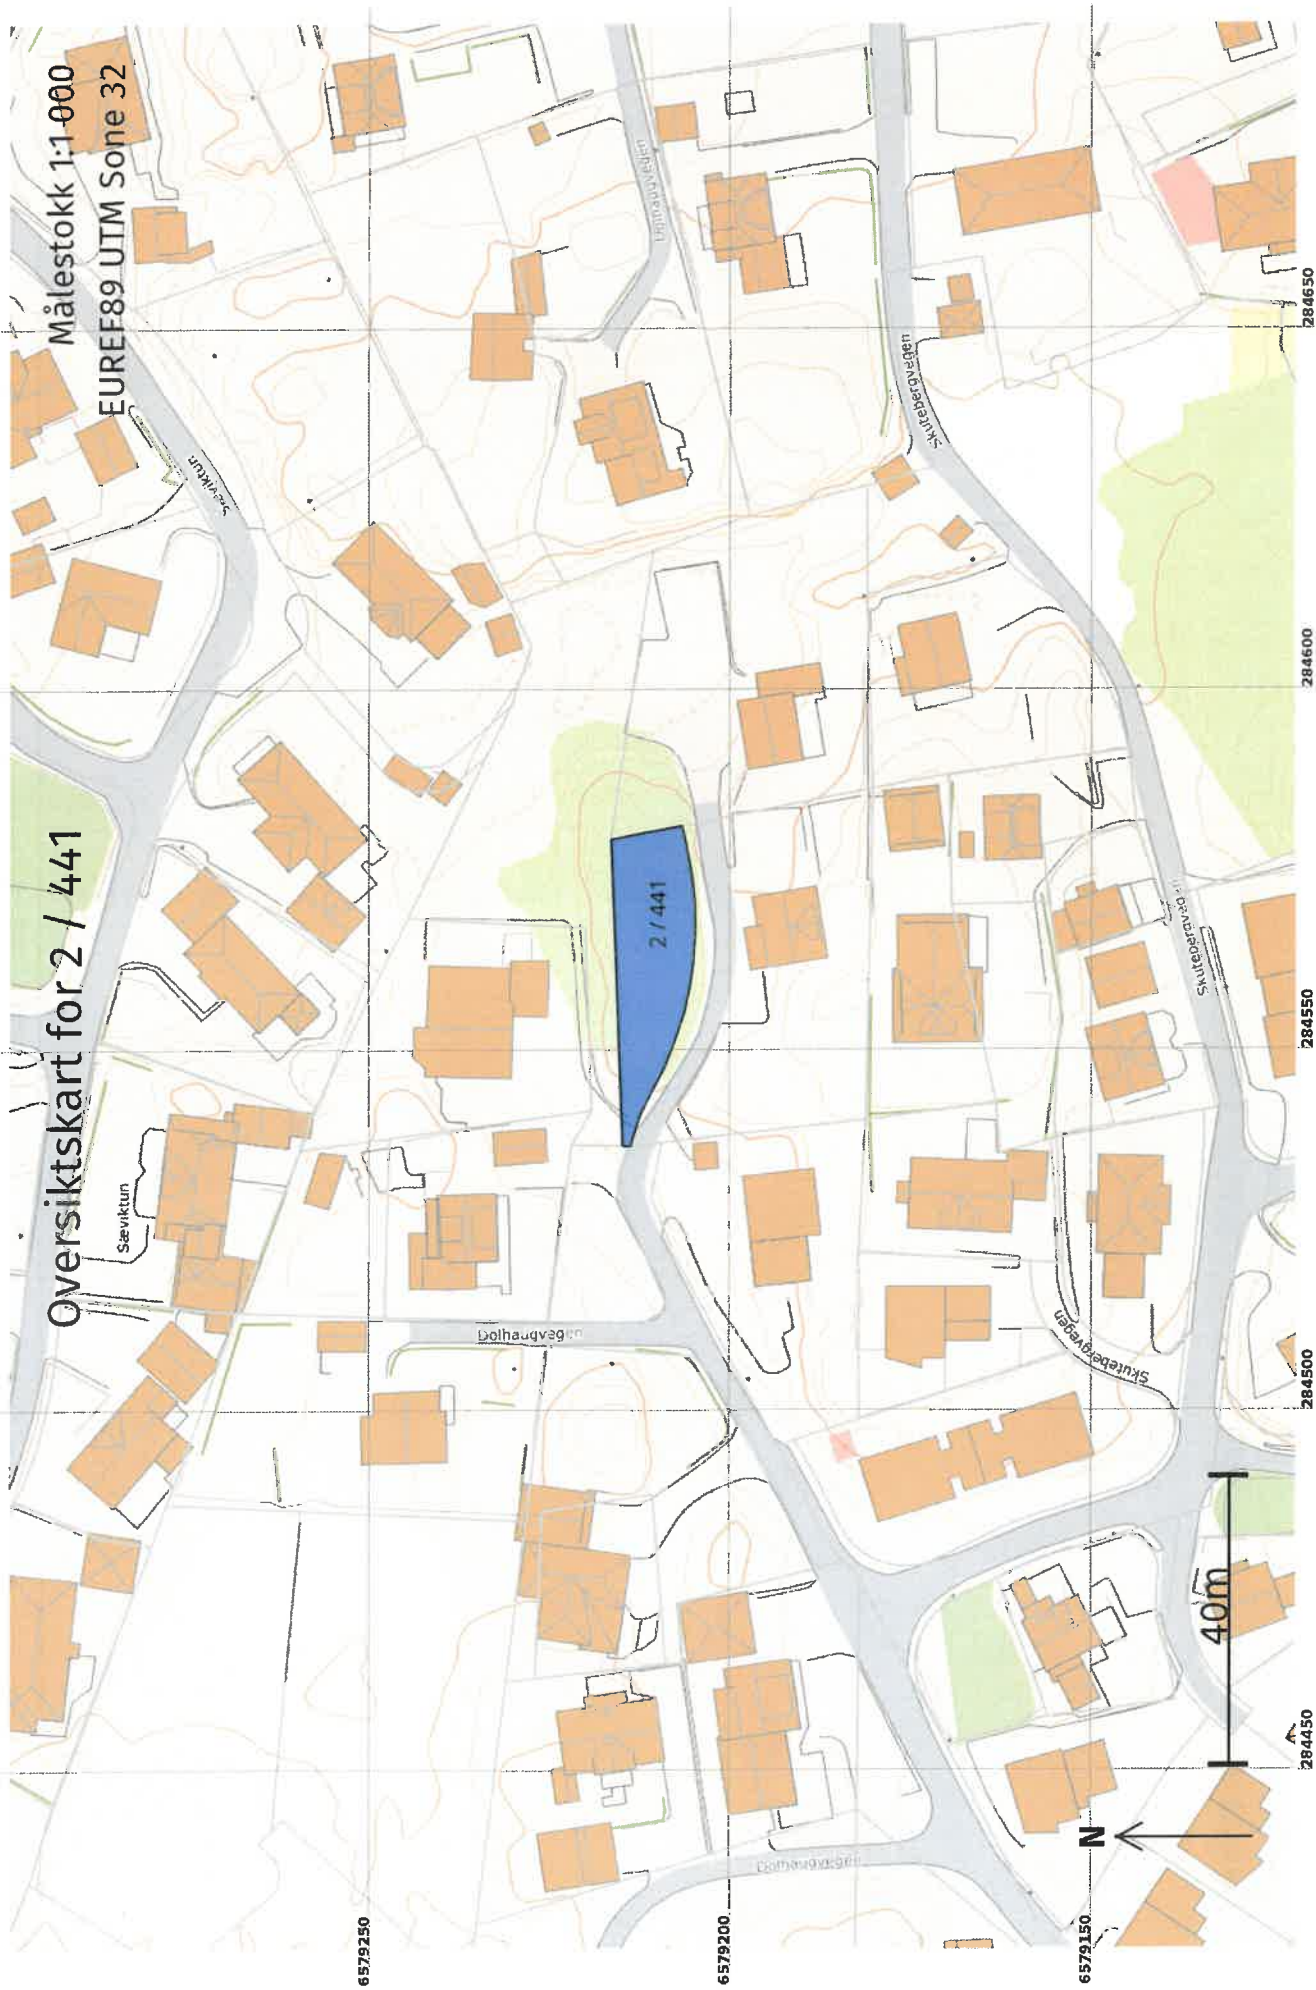 Oversiktskart for 2 / 441
Målestokk 1:1 000
EUREF89 UTM Sone 32
Sæviktun
Sæviktun
Dolhaugvegen
Dolhaugvegen
Dolhaugvegen
2 / 441
Skutebergvegen
Skutebergvegen
Skutebergvegen
6579250
6579200
6579150
284450
284500
284550
284600
284650
N
40m